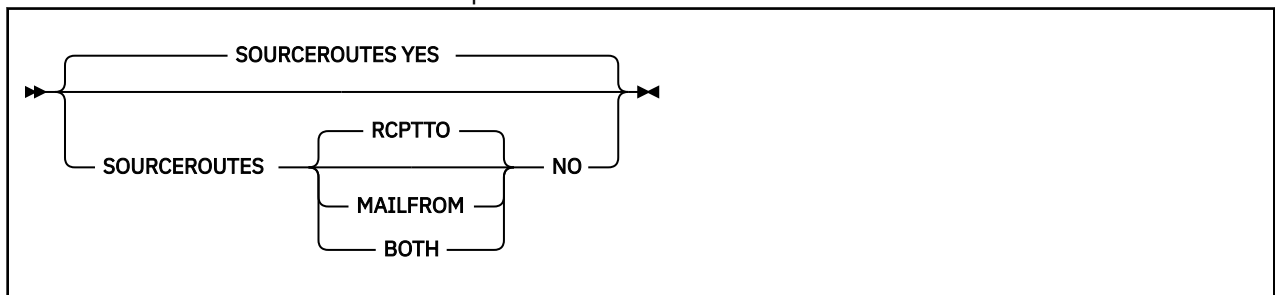 SOURCEROUTES YES
RCPTTO
SOURCEROUTES NO
MAILFROM
BOTH